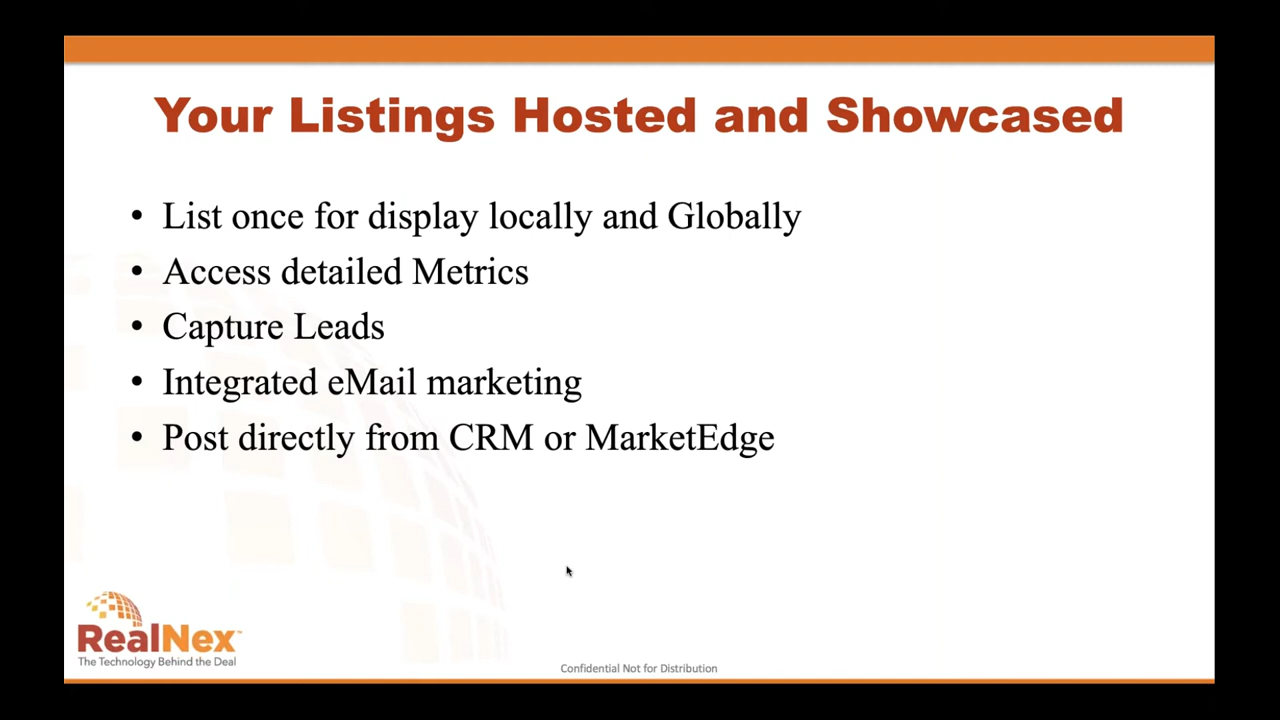 Your Listings Hosted and Showcased
• List once for display locally and Globally
• Access detailed Metrics
• Capture Leads
• Integrated eMail marketing
• Post directly from CRM or MarketEdge
RealNex™
The Technology Behind the Deal
Confidential Not for Distribution